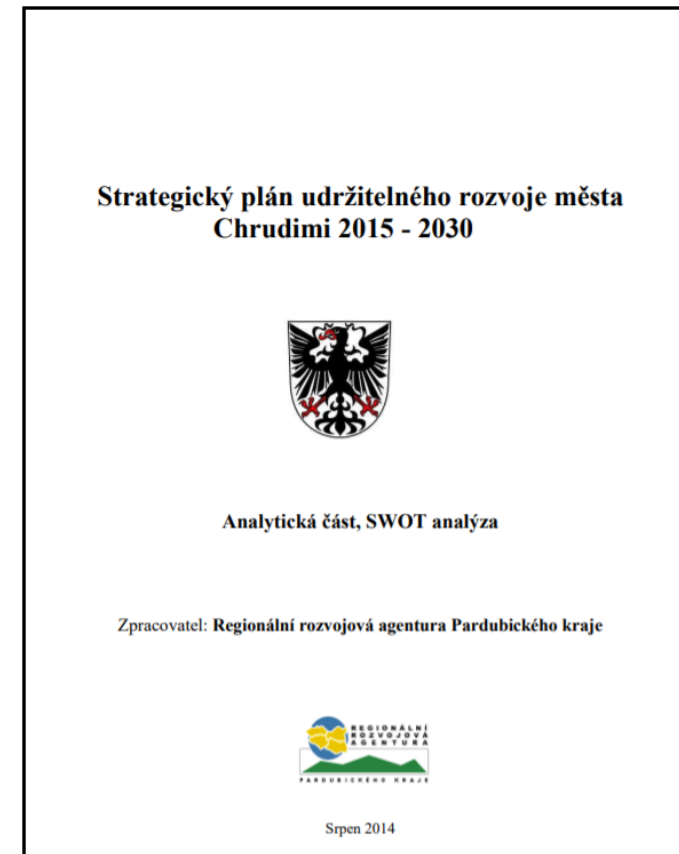 Strategický plán udržitelného rozvoje města
Chrudimi 2015 - 2030
Analytická část, SWOT analýza
Zpracovatel: Regionální rozvojová agentura Pardubického kraje
REGIONÁLNÍ
ROZVOJOVÁ
AGENTURA
PARDUBICKÉHO KRAJE
Srpen 2014